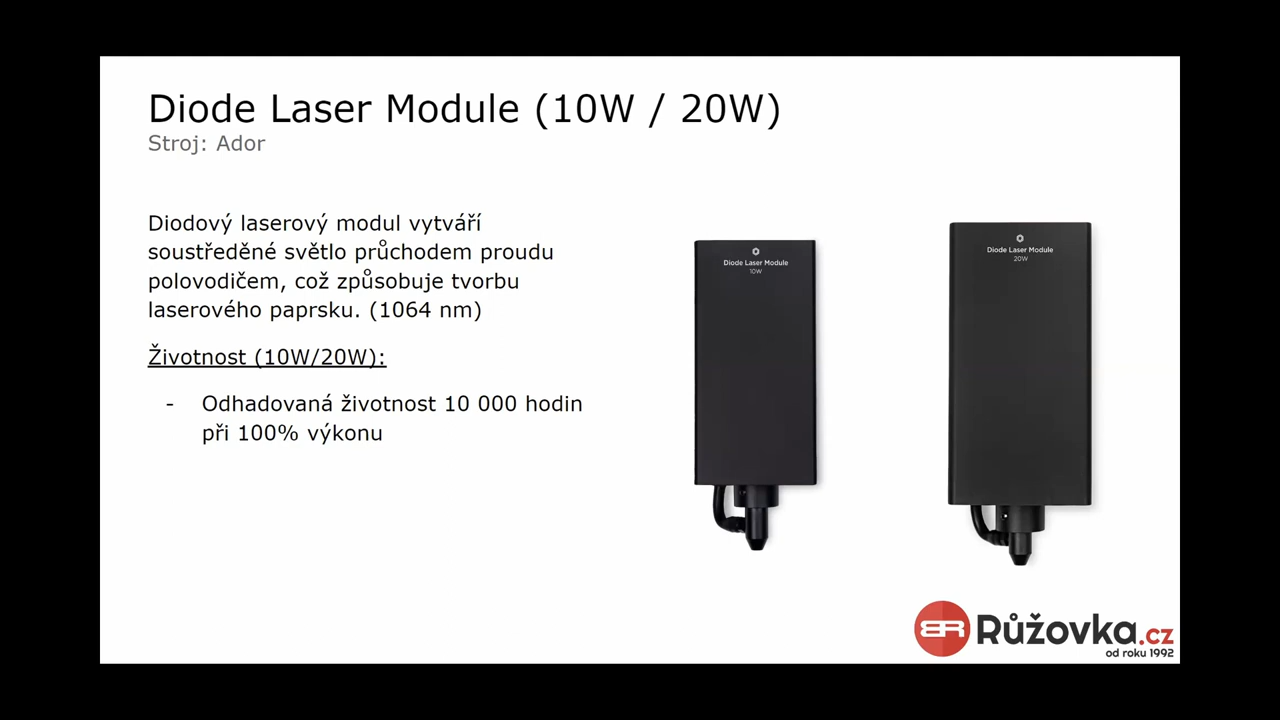 Diode Laser Module (10W / 20W)
Stroj: Ador
Diodový laserový modul vytváří
soustředěné světlo průchodem proudu
polovodičem, což způsobuje tvorbu
laserového paprsku. (1064 nm)
Životnost (10W/20W):
- Odhadovaná životnost 10 000 hodin
při 100% výkonu
Diode Laser Module
10W
Diode Laser Module
20W
BR Růžovka.cz
od roku 1992